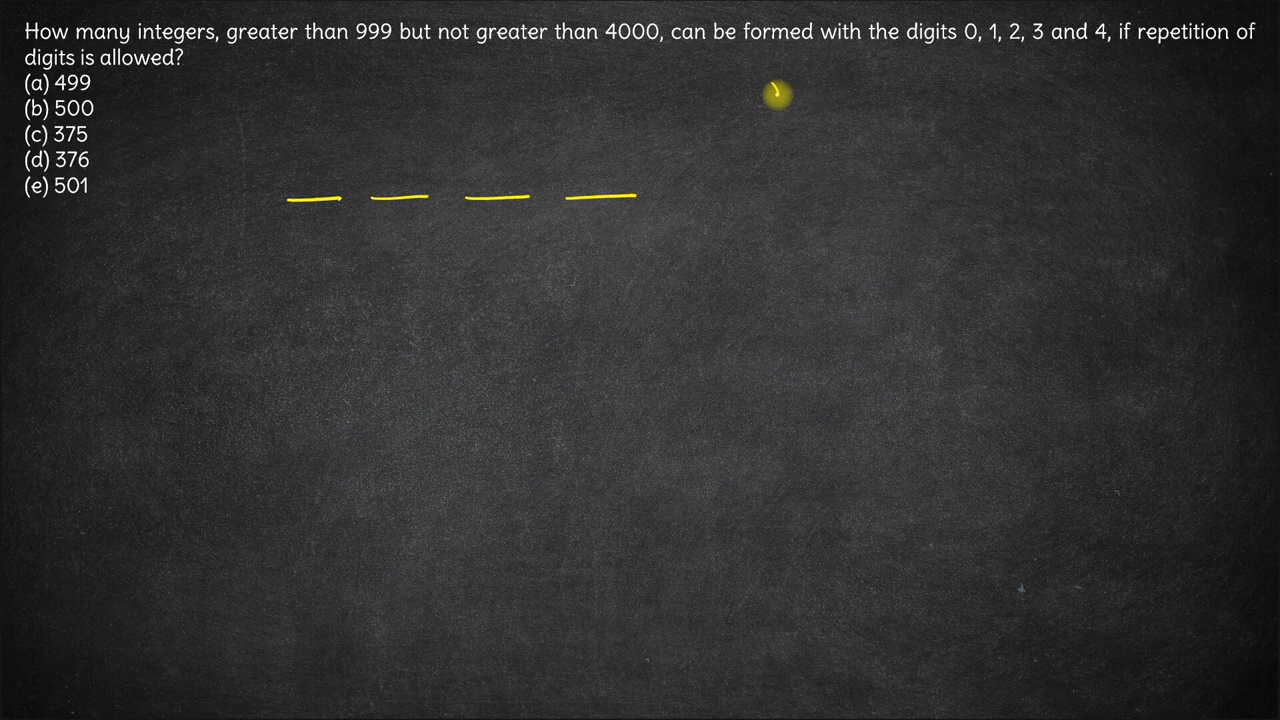 How many integers, greater than 999 but not greater than 4000, can be formed with the digits 0, 1, 2, 3 and 4, if repetition of
digits is allowed?
(a) 499
(b) 500
(c) 375
(d) 376
(e) 501